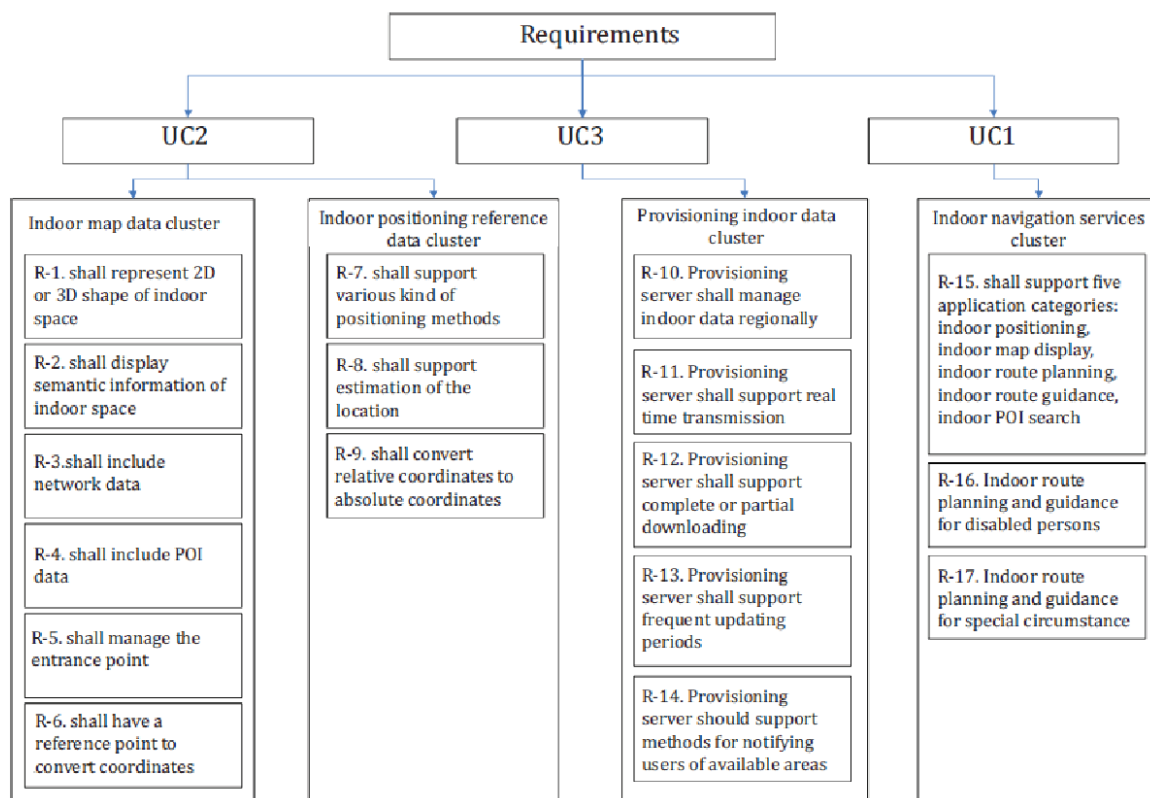 Requirements
UC2
UC3
UC1
Indoor map data cluster
R-1. shall represent 2D
or 3D shape of indoor
space
R-2. shall display
semantic information of
indoor space
R-3.shall include
network data
R-4. shall include POI
data
R-5. shall manage the
entrance point
R-6. shall have a
reference point to
convert coordinates
Indoor positioning reference
data cluster
R-7. shall support
various kind of
positioning methods
R-8. shall support
estimation of the
location
R-9. shall convert
relative coordinates to
absolute coordinates
Provisioning indoor data
cluster
R-10. Provisioning
server shall manage
indoor data regionally
R-11. Provisioning
server shall support real
time transmission
R-12. Provisioning
server shall support
complete or partial
downloading
R-13. Provisioning
server shall support
frequent updating
periods
R-14. Provisioning
server should support
methods for notifying
users of available areas
Indoor navigation services
cluster
R-15. shall support five
application categories:
indoor positioning,
indoor map display,
indoor route planning,
indoor route guidance,
indoor POI search
R-16. Indoor route
planning and guidance
for disabled persons
R-17. Indoor route
planning and guidance
for special circumstance